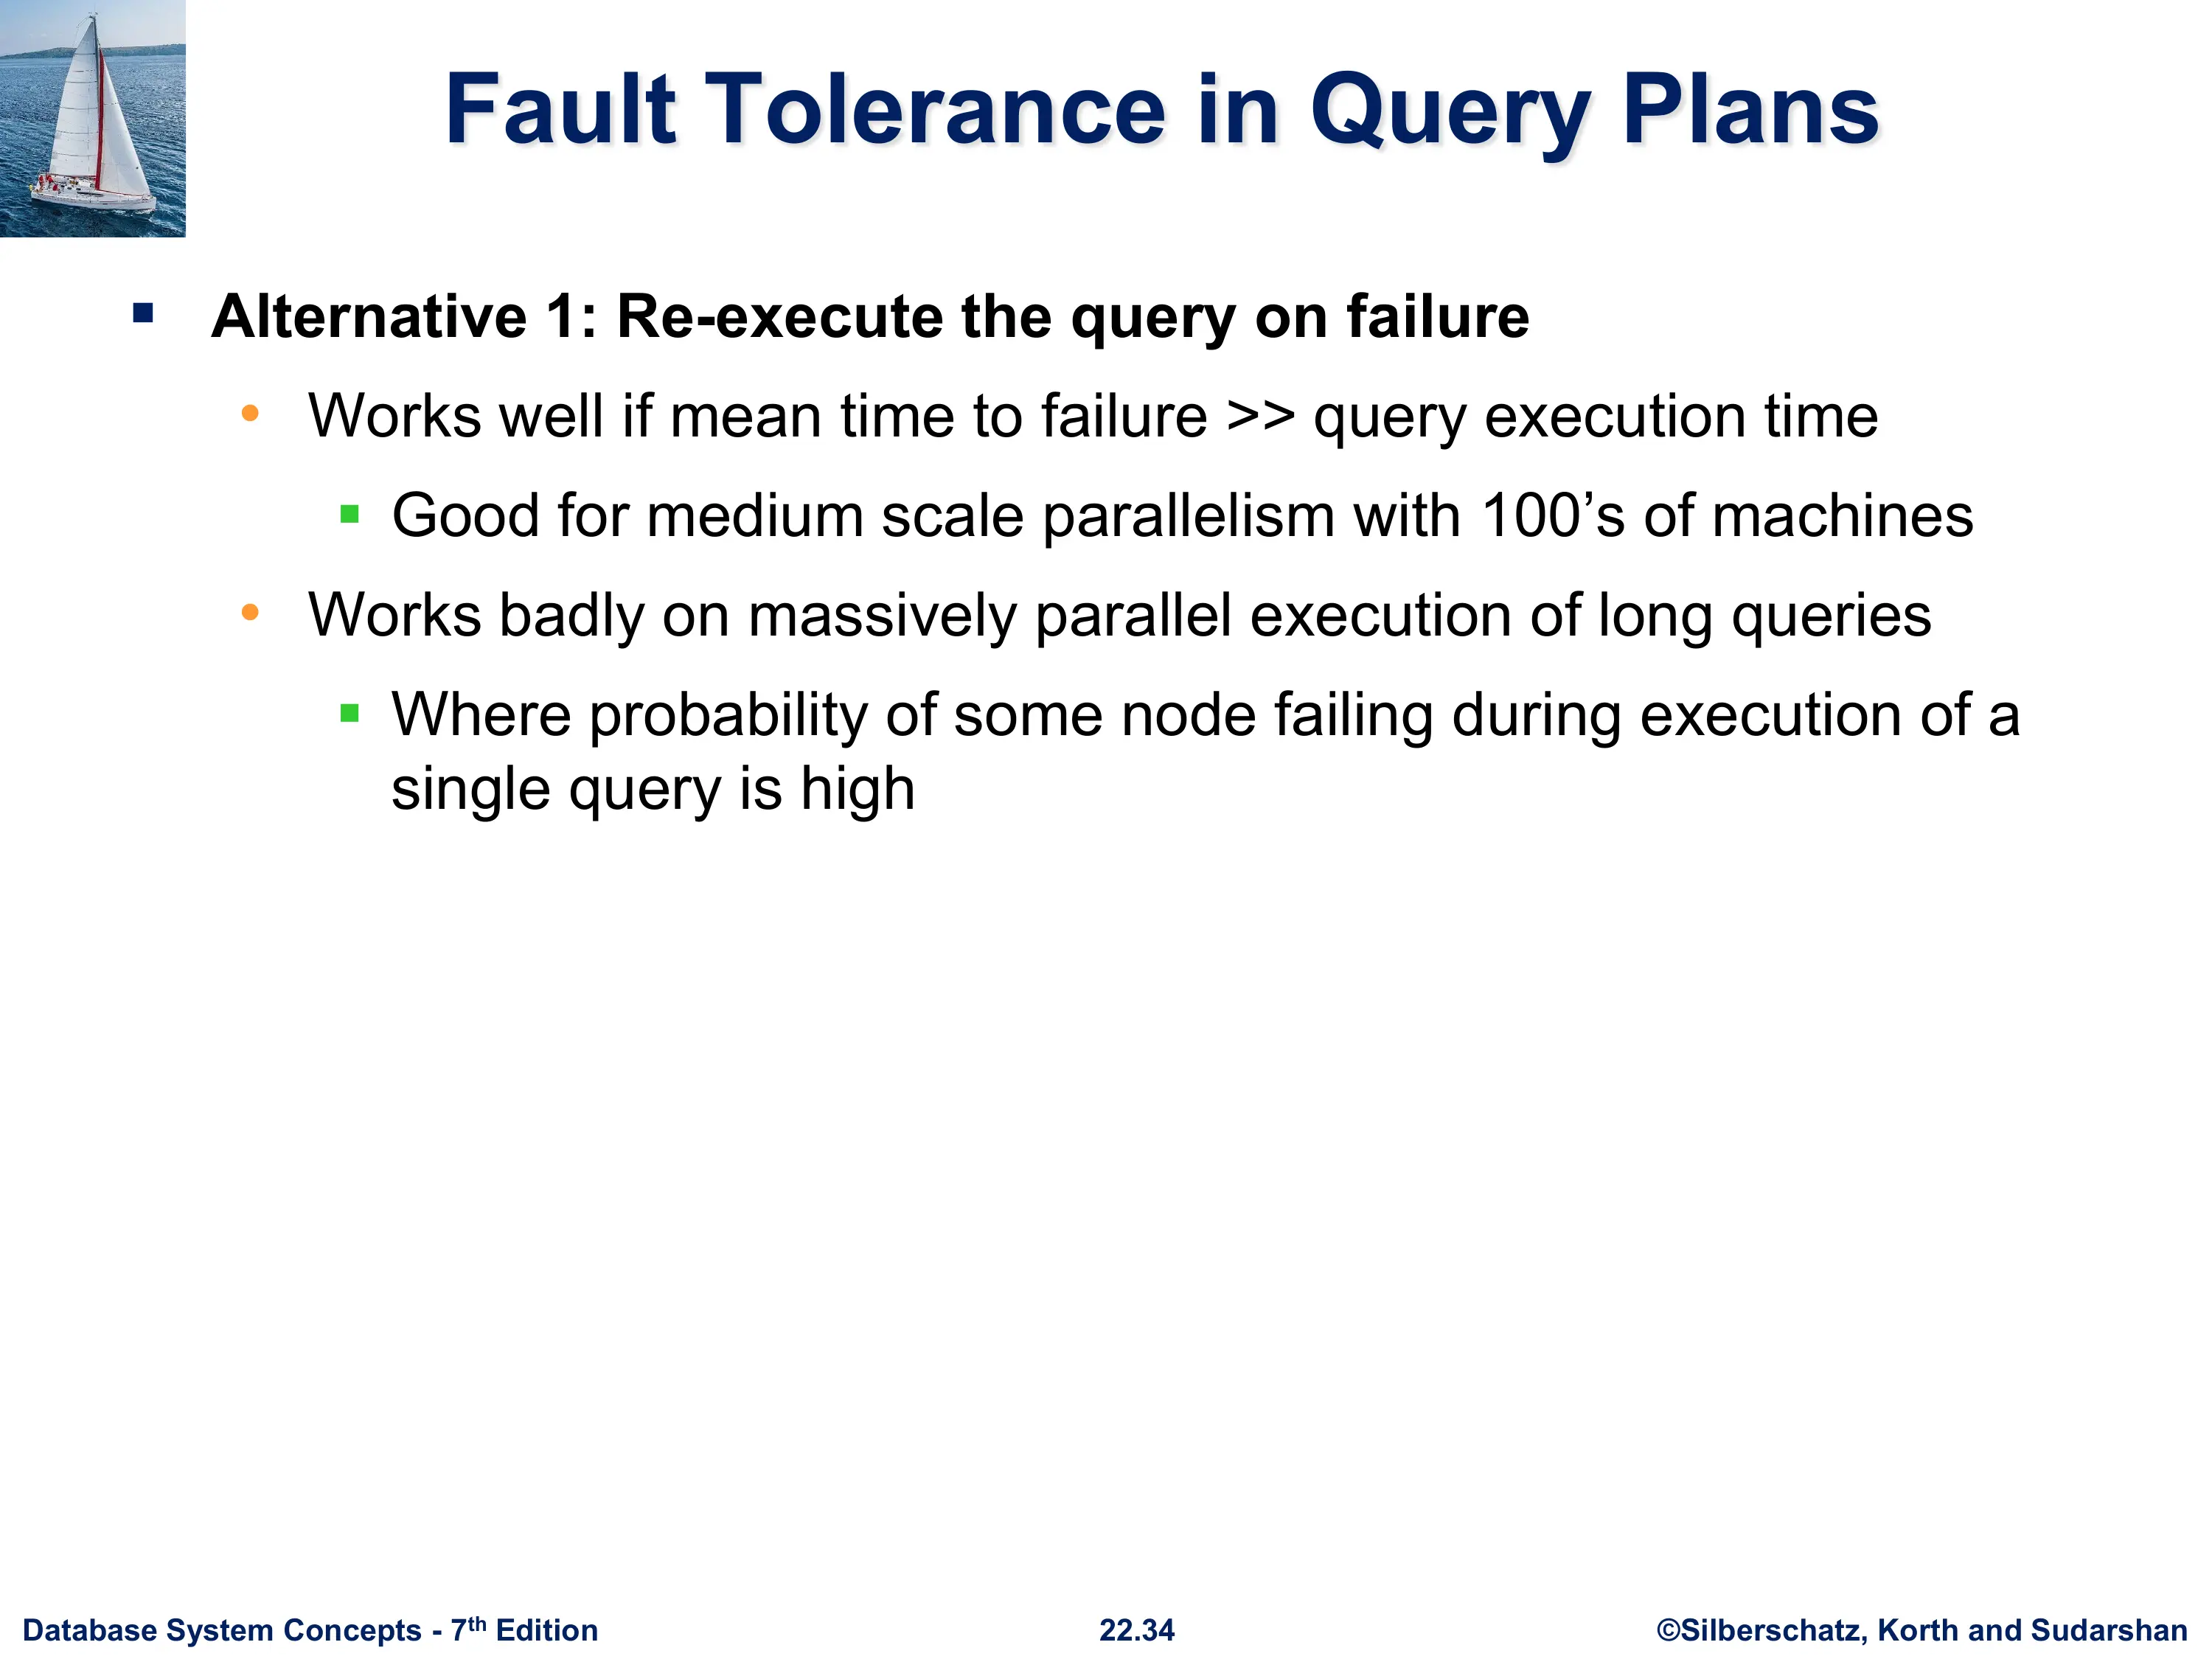 Fault Tolerance in Query Plans
▪ Alternative 1: Re-execute the query on failure
• Works well if mean time to failure >> query execution time
▪ Good for medium scale parallelism with 100’s of machines
• Works badly on massively parallel execution of long queries
▪ Where probability of some node failing during execution of a
single query is high
Database System Concepts - 7th Edition
22.34
©Silberschatz, Korth and Sudarshan